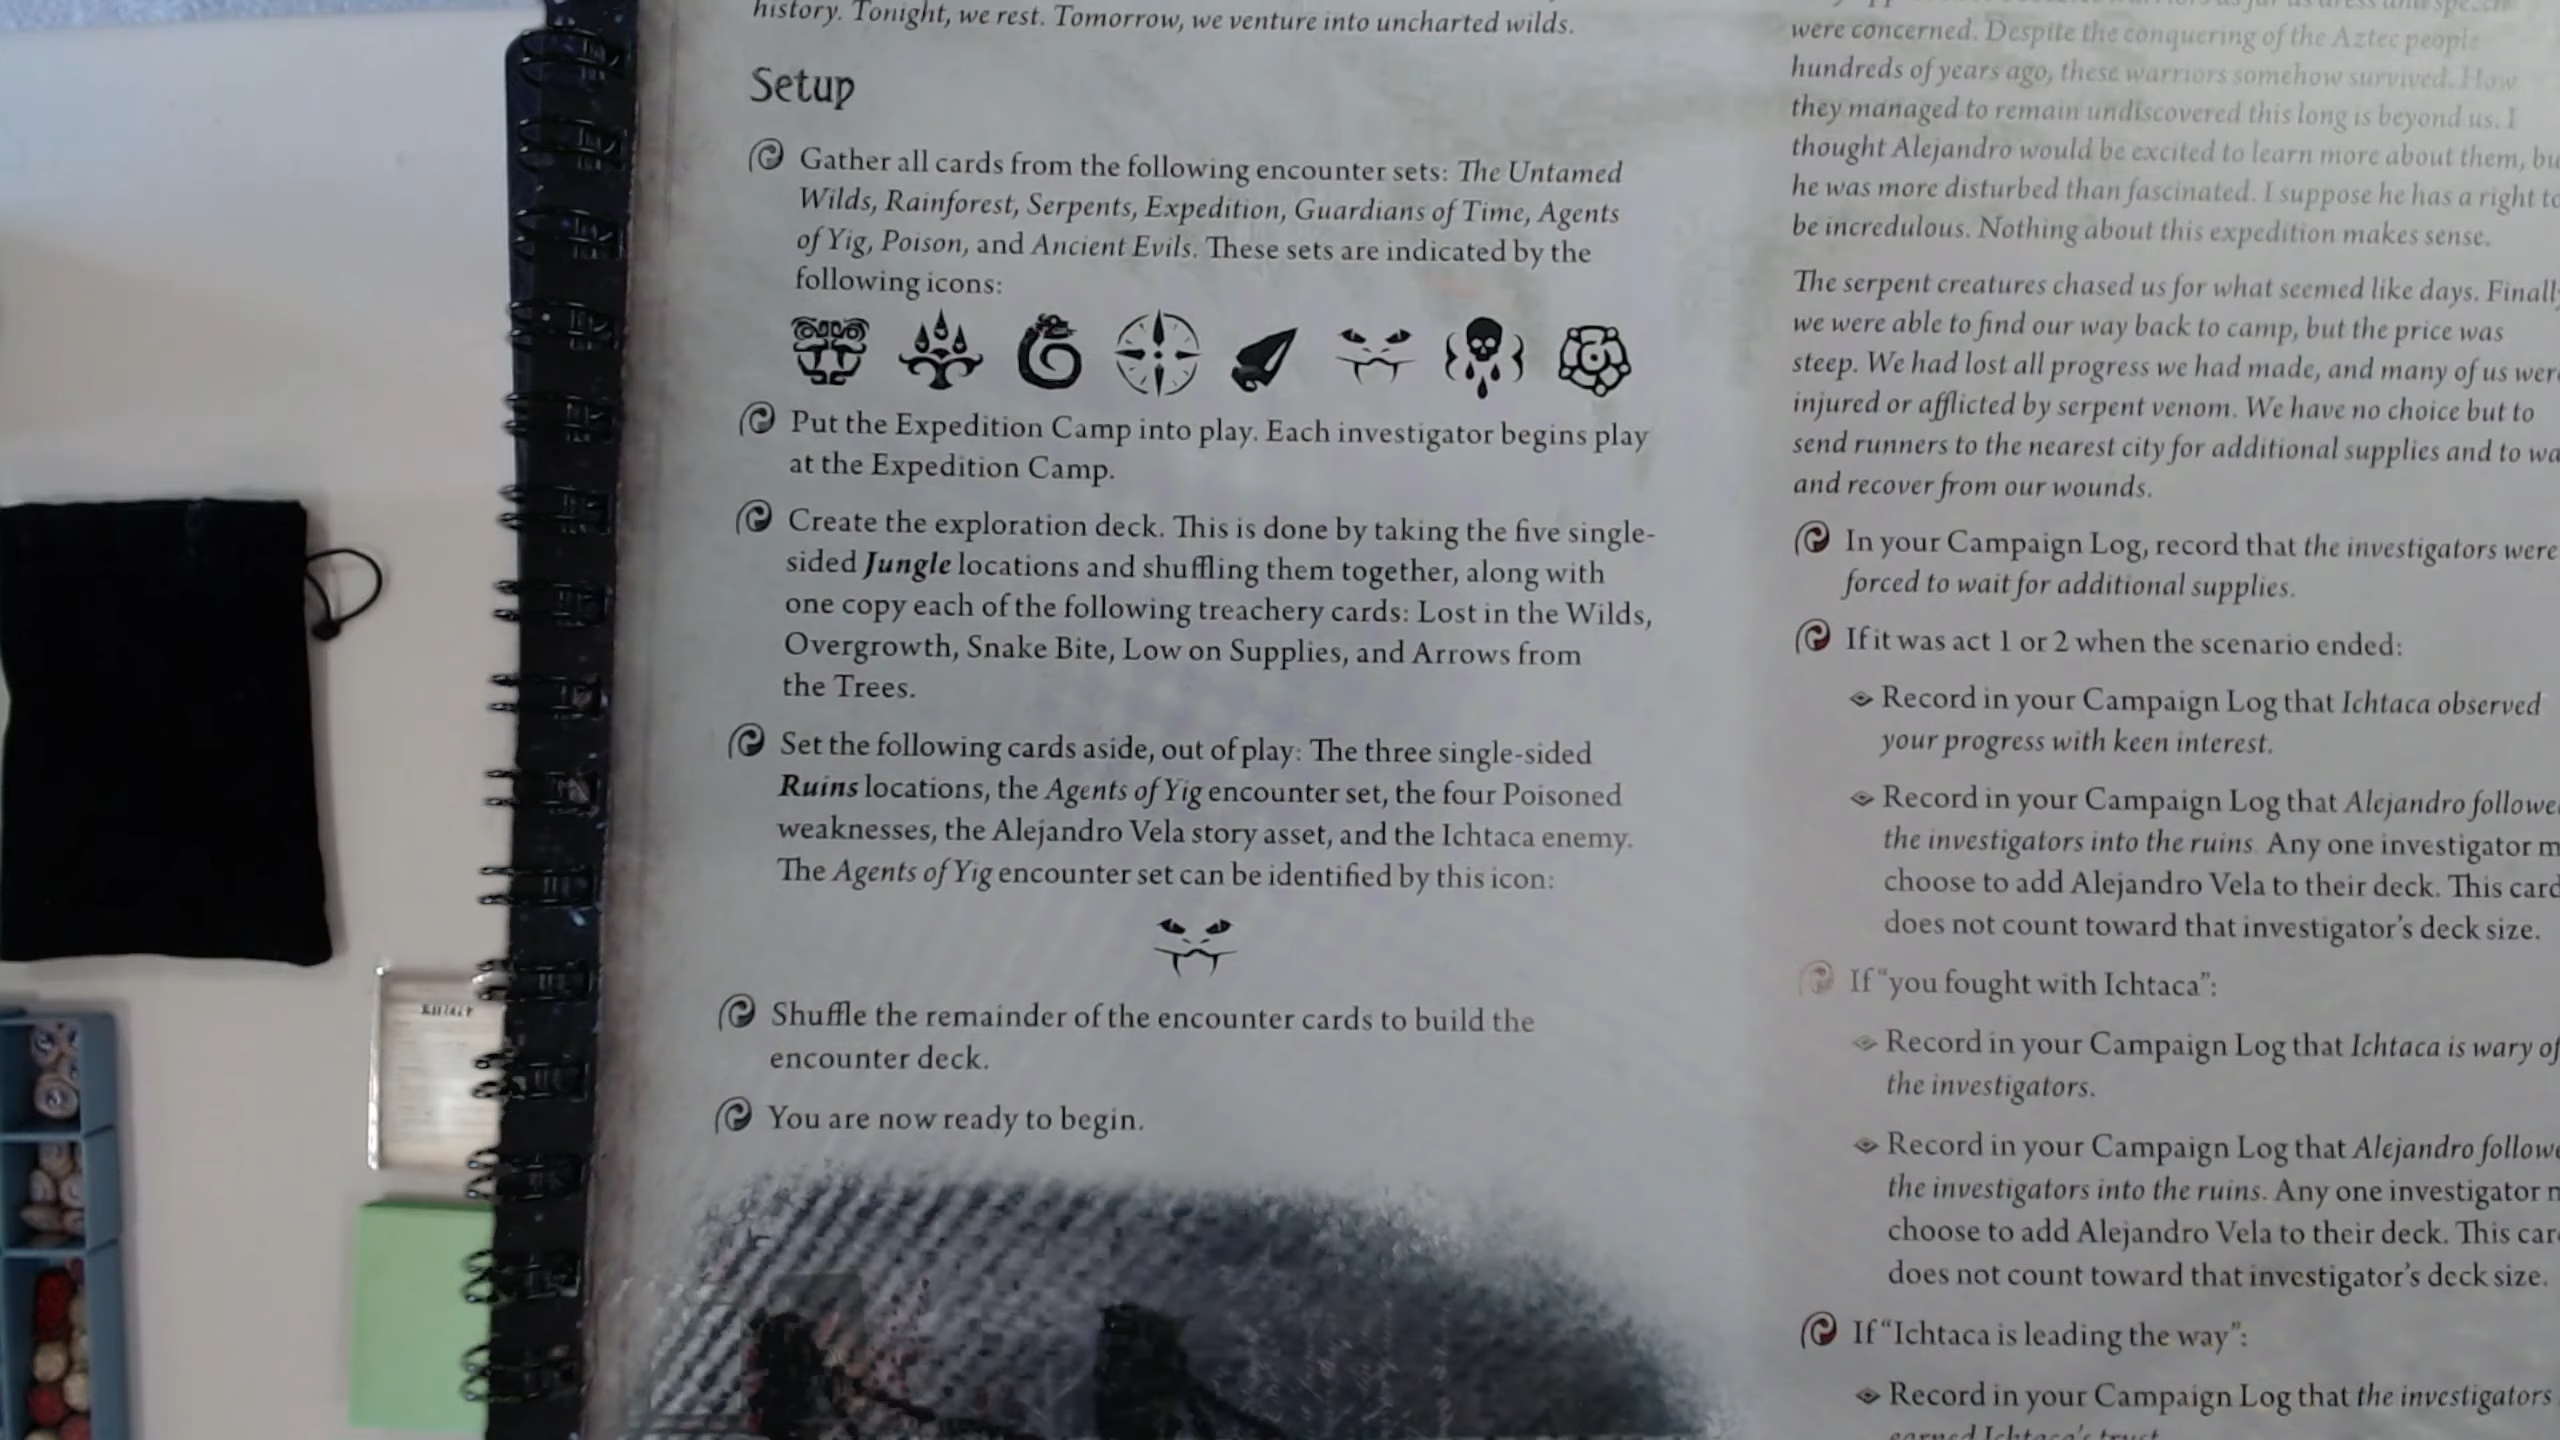 history. Tonight, we rest. Tomorrow, we venture into uncharted wilds.
Setup
Gather all cards from the following encounter sets: The Untamed
Wilds, Rainforest, Serpents, Expedition, Guardians of Time, Agents
of Yig, Poison, and Ancient Evils. These sets are indicated by the
following icons:
Put the Expedition Camp into play. Each investigator begins play
at the Expedition Camp.
Create the exploration deck. This is done by taking the five single-
sided Jungle locations and shuffling them together, along with
one copy each of the following treachery cards: Lost in the Wilds,
Overgrowth, Snake Bite, Low on Supplies, and Arrows from
the Trees.
Set the following cards aside, out of play: The three single-sided
Ruins locations, the Agents of Yig encounter set, the four Poisoned
weaknesses, the Alejandro Vela story asset, and the Ichtaca enemy.
The Agents of Yig encounter set can be identified by this icon:
Shuffle the remainder of the encounter cards to build the
encounter deck.
You are now ready to begin.
were concerned. Despite the conquering of the Aztec people
hundreds of years ago, these warriors somehow survived. How
they managed to remain undiscovered this long is beyond us. I
thought Alejandro would be excited to learn more about them,
he was more disturbed than fascinated. I suppose he has a right to
be incredulous. Nothing about this expedition makes sense.
The serpent creatures chased us for what seemed like days.
we were able to find our way back to camp, but the price was
steep. We had lost all progress we had made, and many of us
injured or afflicted by serpent venom. We have no choice but to
send runners to the nearest city for additional supplies and to
and recover from our wounds.
In your Campaign Log, record that the investigators were
forced to wait for additional supplies.
If it was act 1 or 2 when the scenario ended:
Record in your Campaign Log that Ichtaca observed
your progress with keen interest.
Record in your Campaign Log that Alejandro
the investigators into the ruins. Any one investigator
choose to add Alejandro Vela to their deck. This card
does not count toward that investigator's deck size.
If “you fought with Ichtaca”:
Record in your Campaign Log that Ichtaca is wary of
the investigators.
Record in your Campaign Log that Alejandro
the investigators into the ruins. Any one investigator
choose to add Alejandro Vela to their deck. This
does not count toward that investigator's deck size.
If “Ichtaca is leading the way”:
Record in your Campaign Log that the investigators
earned Ichtaca's trust